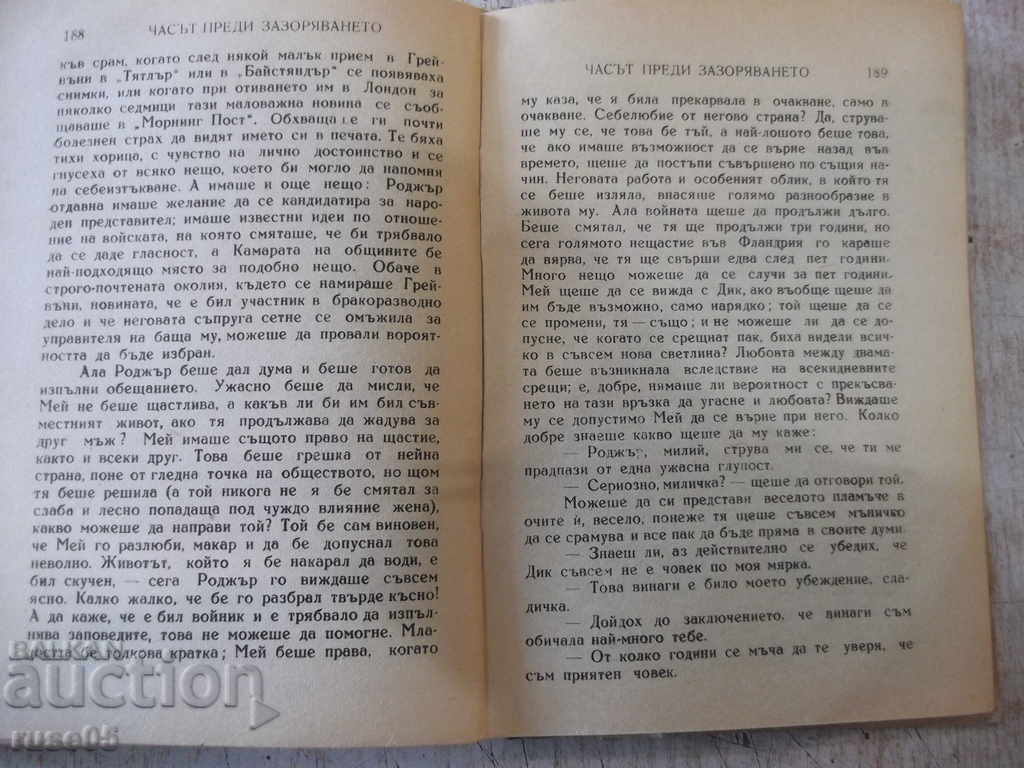 188 ЧАСЪТ ПРЕДИ ЗАЗОРЯВАНЕТО
къв срам, когато след някой малък прием в Грей-
въни в „Тятлър" или в „Байстяндър" се появяваха
снимки, или когато при отиването им в Лондон за
няколко седмици тази маловажна новина се съоб-
щаваше в „Морнинг Пост". Обхващаше ги почти
болезнен страх да видят името си в печата. Те бяха
тихи хорица, с чувство на лично достоинство и се
гнусеха от всяко нещо, което би могло да напомня
на себеизтъкване. А имаше и още нещо: Роджър
отдавна имаше желание да се кандидатира за наро-
ден представител; имаше известни идеи по отноше-
ние на войската, на която смяташе, че би трябвало
да се даде гласност, а Камарата на общините бе
най-подходящо място за подобно нещо. Обаче в
строго-почтената околия, където се намираше Грей-
въни, новината, че е бил участник в бракоразводно
дело и че неговата съпруга сетне се омъжила за
управителя на баща му, можеше да провали вероят-
ността да бъде избран.
Ала Роджър беше дал дума и беше готов да
изпълни обещанието. Ужасно беше да мисли, че
Мей не беше щастлива, а какъв ли би им бил съв-
местният живот, ако тя продължава да жадува за
друг мъж? Мей имаше същото право на щастие,
както и всеки друг. Това беше грешка от нейна
страна, поне от гледна точка на обществото, но щом
тя беше решила (а той никога не я бе смятал за
слаба и лесно попадаща под чуждо влияние жена),
какво можеше да направи той? Той бе сам виновен,
че Мей го разлюби, макар и да бе допуснал това
неволно. Животът, който я бе накарал да води, е
бил скучен, — сега Роджър го виждаше съвсем
ясно. Калко жалко, че бе го разбрал твърде късно!
А да каже, че е бил войник и е трябвало да изпъл-
нява заповедите, това не можеше да помогне. Мла-
достта бе толкова кратка; Мей беше права, когато
ЧАСЪТ ПРЕДИ ЗАЗОРЯВАНЕТО 189
му каза, че я била прекарвала в очакване, само в
очакване. Себелюбие от негово страна? Да, струва-
ше му се, че това бе тъй, а най-лошото беше това,
че ако имаше възможност да се върне назад във
времето, щеше да постъпи съвършено по същия на-
чин. Неговата работа и особеният облик, в който тя
се беше изляла, внасяше голямо разнообразие в
живота му. Ала войната щеше да продължи дълго.
Беше смятал, че тя ще продължи три години, но
сега голямото нещастие във Фландрия го караше
да вярва, че тя ще свърши едва след пет години.
Много нещо можеше да се случи за пет години.
Мей щеше да се вижда с Дик, ако въобще щеше да
им бъде възможно, само нарядко; той щеше да се
се промени, тя — също; и не можеше ли да се до-
пусне, че когато се срещнат пак, биха видели всич-
ко в съвсем нова светлина? Любовта между двама-
та беше възникнала вследствие на всекидневните
срещи; е, добре, нямаше ли вероятност с прекъсва-
нето на тази връзка да угасне и любовта? Виждаше
му се допустимо Мей да се върне при него. Колко
добре знаеше какво щеше да му каже:
— Роджър, милий, струва ми се, че ти ме
предпази от една ужасна глупост.
— Сериозно, миличка? — щеше да отговори той.
Можеше да си представи веселото пламъче в
очите ѝ, весело, понеже тя щеше съвсем мъничко
да се срамува и все пак да бъде пряма в своите думи.
— Знаеш ли, аз действително се убедих, че
Дик съвсем не е човек по моя мярка.
— Това винаги е било моето убеждение, сла-
дичка.
— Дойдох до заключението, че винаги съм
обичала най-много тебе.
— От колко години се мъча да те уверя, че
съм приятен човек.
BALKAN
auction
ruse05